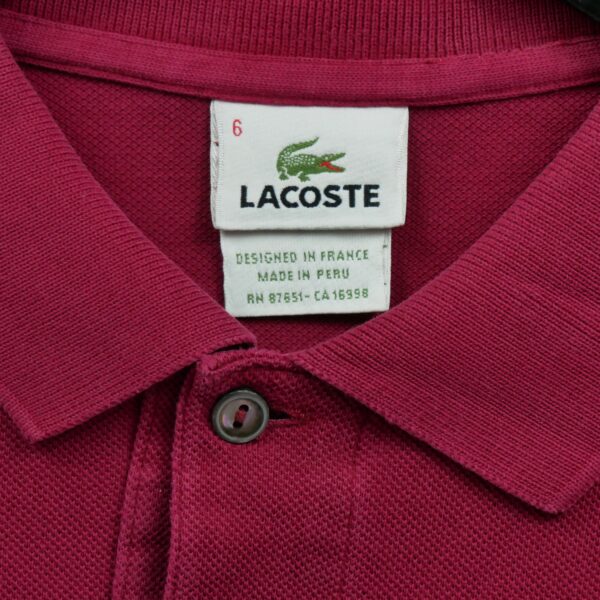 6
LACOSTE
DESIGNED IN FRANCE
MADE IN PERU
RN 87651-CA 16998